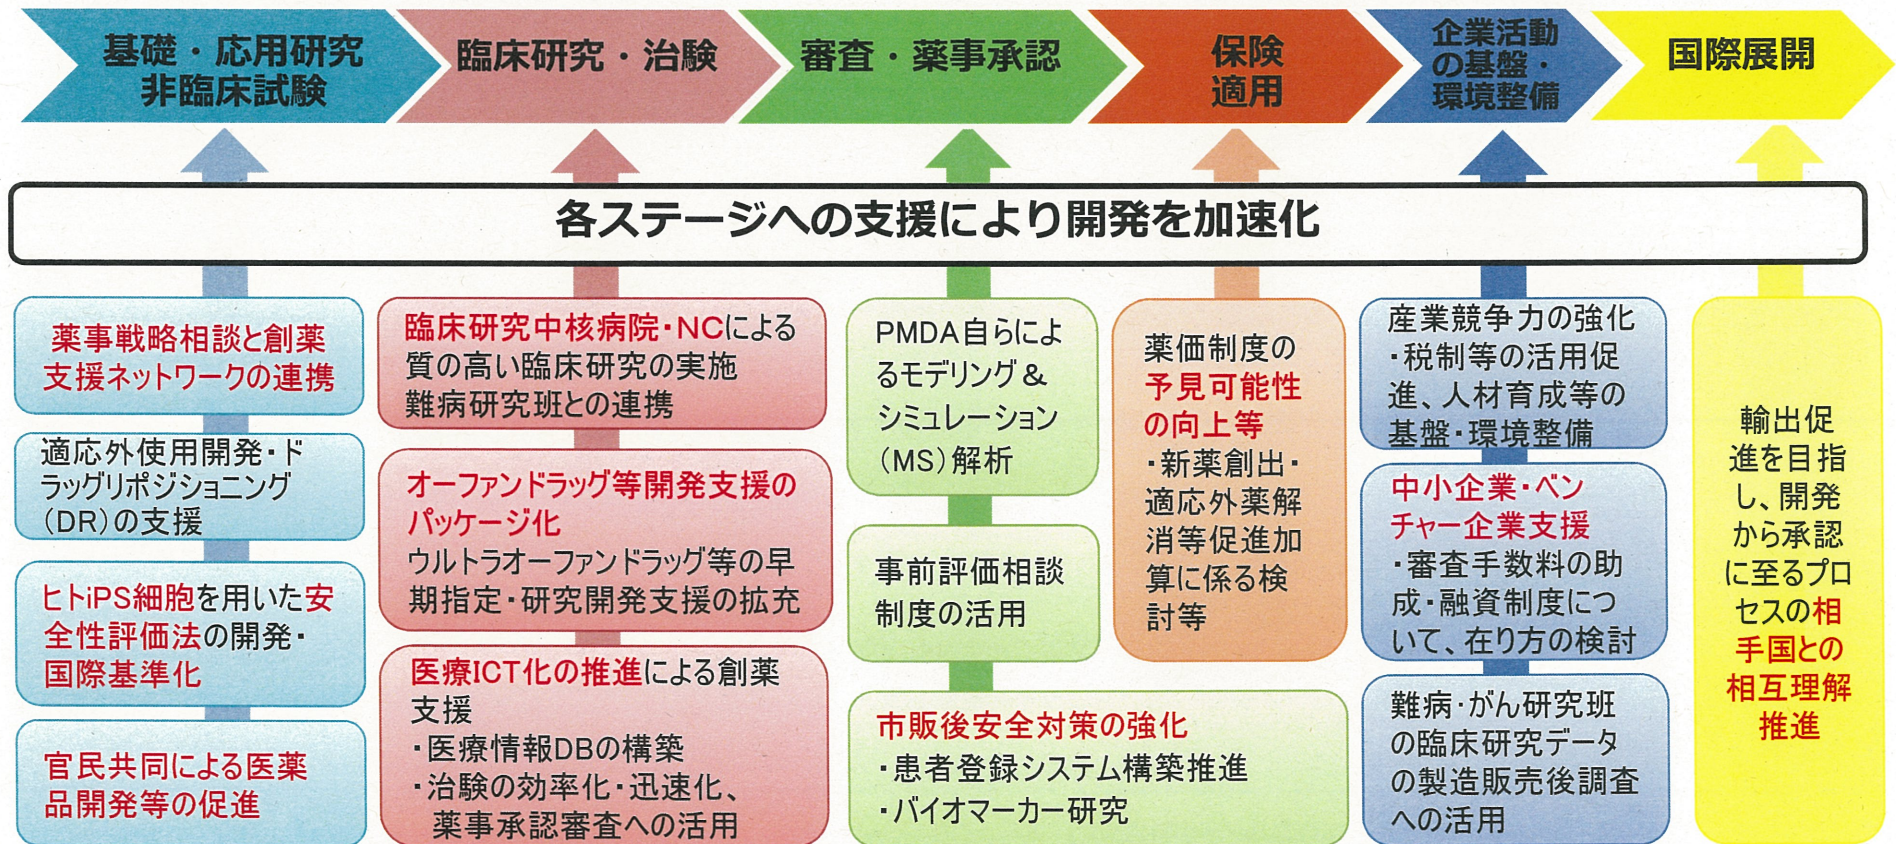 基礎・応用研究
非臨床試験
臨床研究・治験
審査・薬事承認
保険
適用
企業活動
の基盤・
環境整備
国際展開
各ステージへの支援により開発を加速化
薬事戦略相談と創薬
支援ネットワークの連携
適応外使用開発・ド
ラッグリポジショニング
（DR）の支援
ヒトiPS細胞を用いた安
全性評価法の開発・
国際基準化
官民共同による医薬
品開発等の促進
臨床研究中核病院・NCによる
質の高い臨床研究の実施
難病研究班との連携
オーファンドラッグ等開発支援の
パッケージ化
ウルトラオーファンドラッグ等の早
期指定・研究開発支援の拡充
医療ICT化の推進による創薬
支援
・医療情報DBの構築
・治験の効率化・迅速化、
薬事承認審査への活用
PMDA自らによ
るモデリング＆
シミュレーション
（MS）解析
事前評価相談
制度の活用
市販後安全対策の強化
・患者登録システム構築推進
・バイオマーカー研究
薬価制度の
予見可能性
の向上等
・新薬創出・
適応外薬解
消等促進加
算に係る検
討等
産業競争力の強化
・税制等の活用促
進、人材育成等の
基盤・環境整備
中小企業・ベン
チャー企業支援
・審査手数料の助
成・融資制度につ
いて、在り方の検討
難病・がん研究班
の臨床研究データ
の製造販売後調査
への活用
輸出促
進を目指
し、開発
から承認
に至るプロ
セスの相
手国との
相互理解
推進